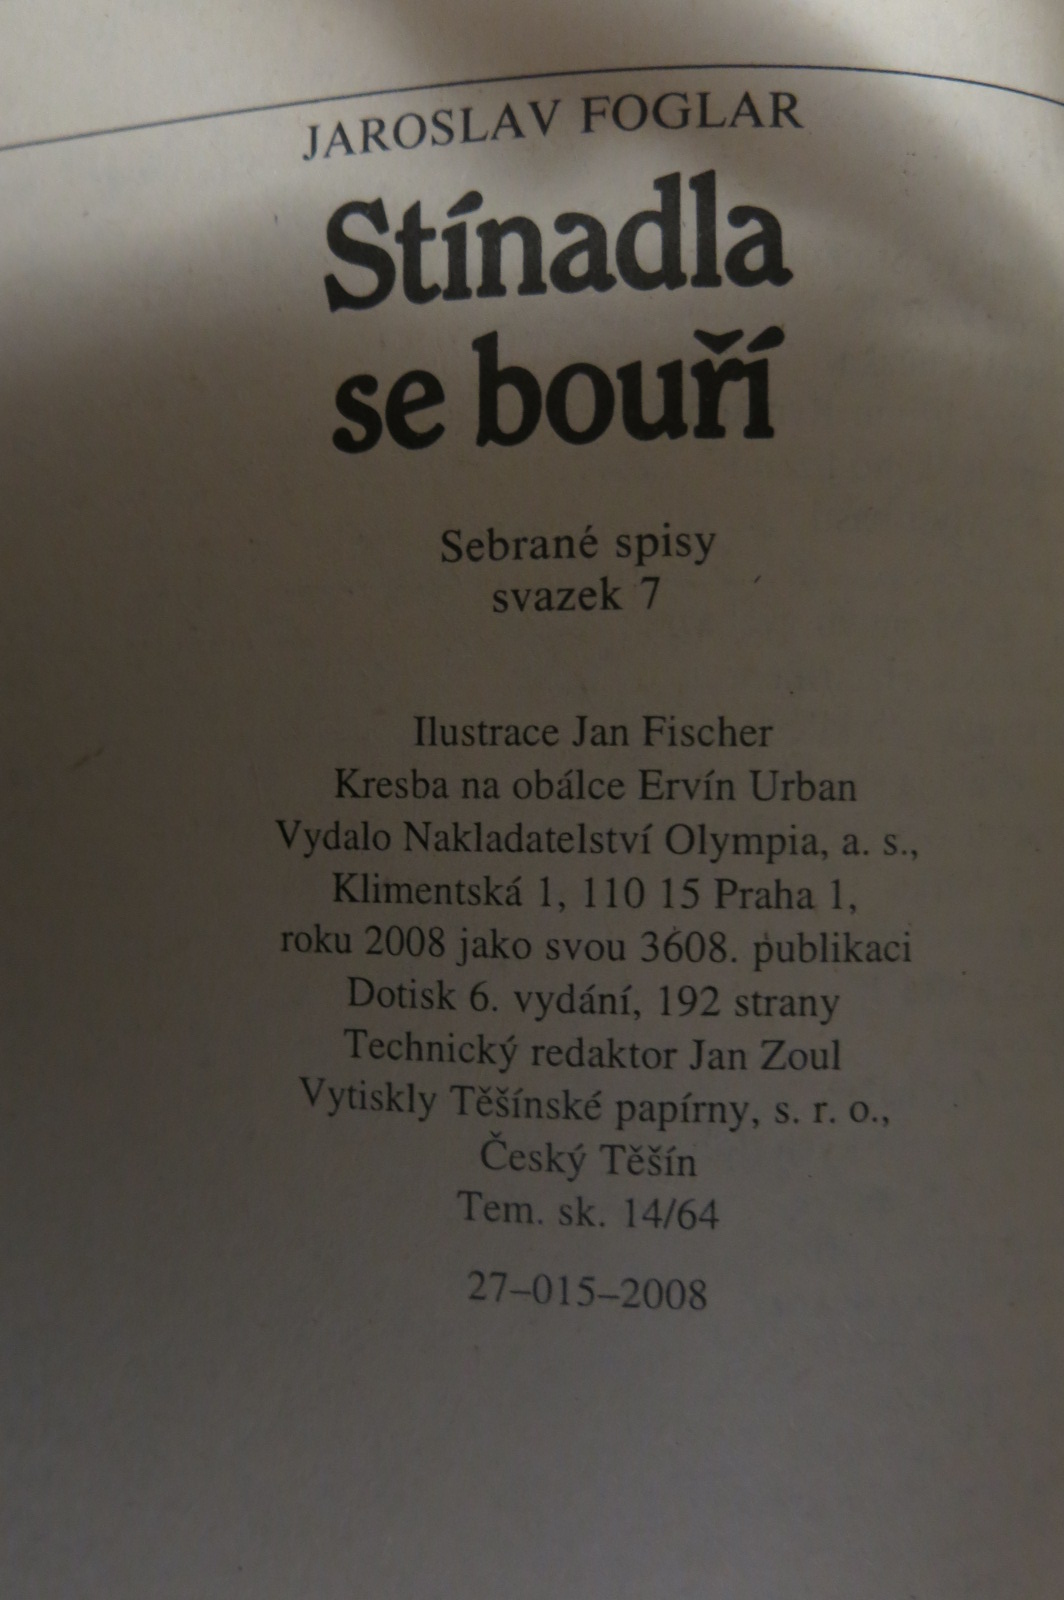 JAROSLAV FOGLAR
Stínadla
se bouří
Sebrané spisy
svazek 7
Ilustrace Jan Fischer
Kresba na obálce Ervín Urban
Vydalo Nakladatelství Olympia, a. s.,
Klimentská 1, 110 15 Praha 1,
roku 2008 jako svou 3608. publikaci
Dotisk 6. vydání, 192 strany
Technický redaktor Jan Zoul
Vytiskly Těšínské papírny, s. r. o.,
Český Těšín
Tem. sk. 14/64
27–015–2008